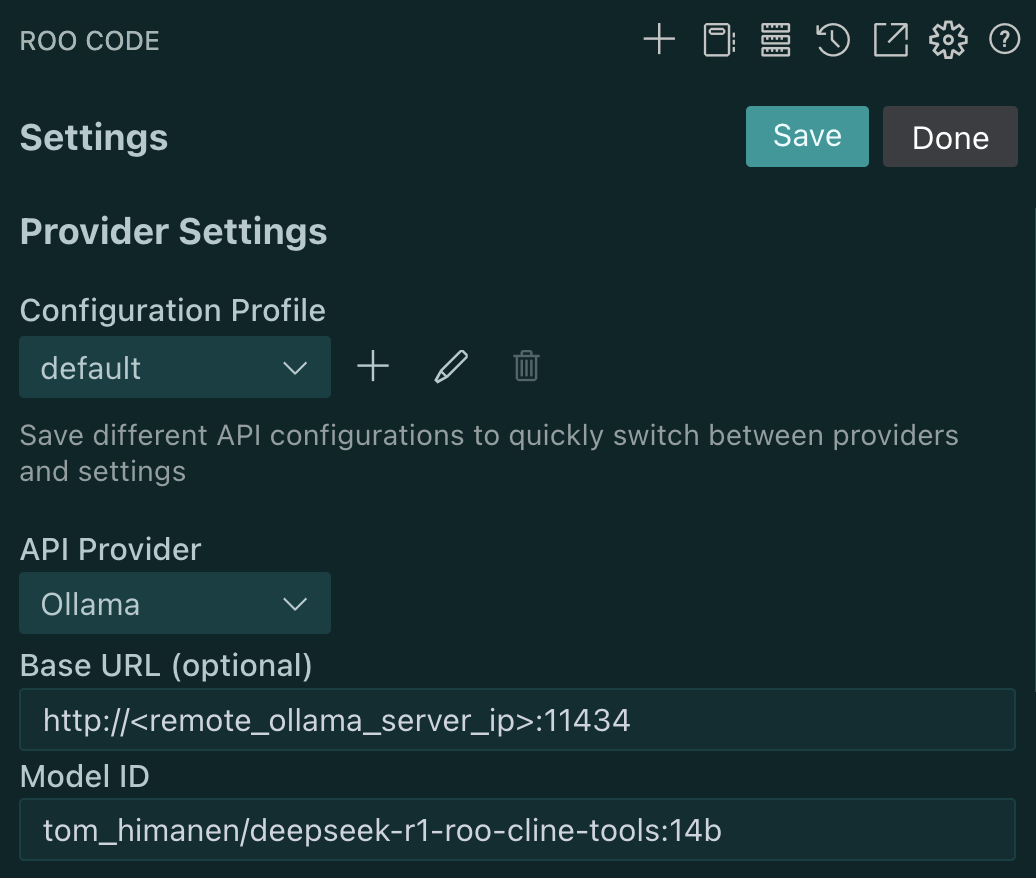 ROO CODE
Settings
Save
Done
Provider Settings
Configuration Profile
default
Save different API configurations to quickly switch between providers
and settings
API Provider
Ollama
Base URL (optional)
http://<remote_ollama_server_ip>:11434
Model ID
tom_himanen/deepseek-r1-roo-cline-tools:14b